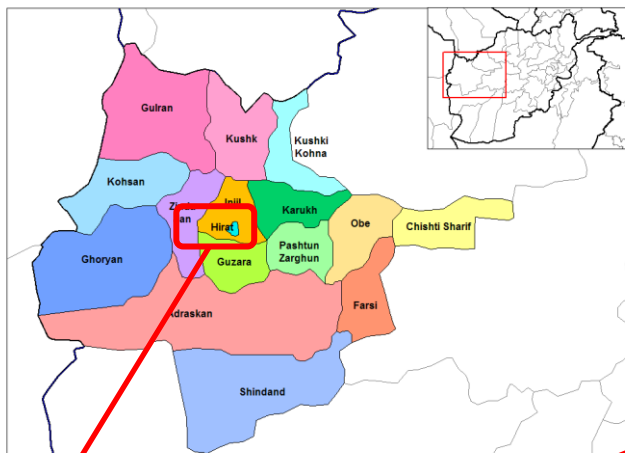 Gulran
Kushk
Kushki
Kohna
Kohsan
Injil
Karukh
Hirat
Obe
Chishti Sharif
Ghoryan
Guzara
Pashtun
Zarghun
Adraskan
Farsi
Shindand